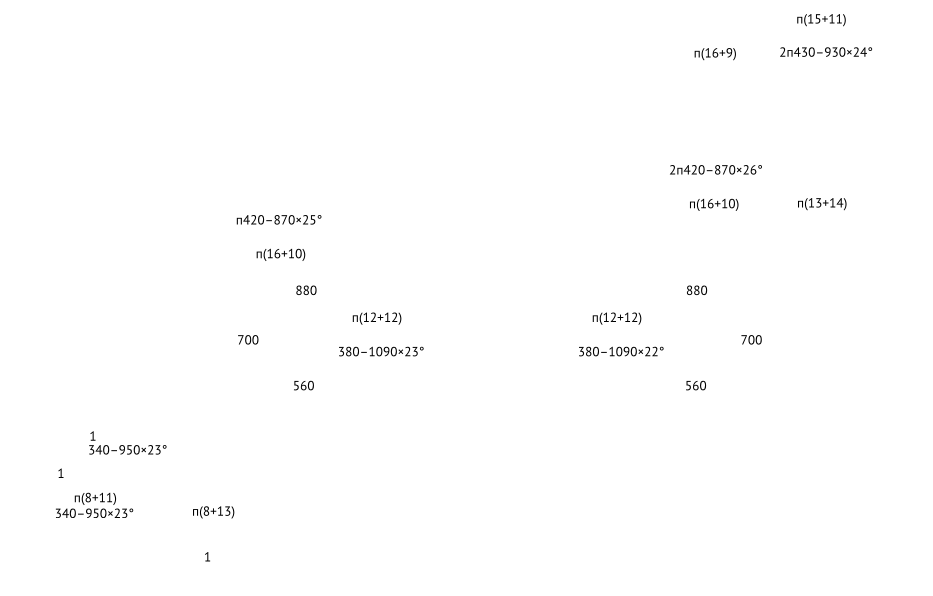 п(15+11)
п(16+9)
2п430–930×24°
2п420–870×26°
п(16+10)
п(13+14)
п420–870×25°
п(16+10)
880
880
п(12+12)
п(12+12)
700
700
380–1090×23°
380–1090×22°
560
560
1
340–950×23°
1
п(8+11)
340–950×23°
п(8+13)
1